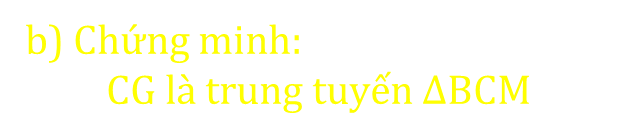 b) Chứng minh:
CG là trung tuyến ΔBCM